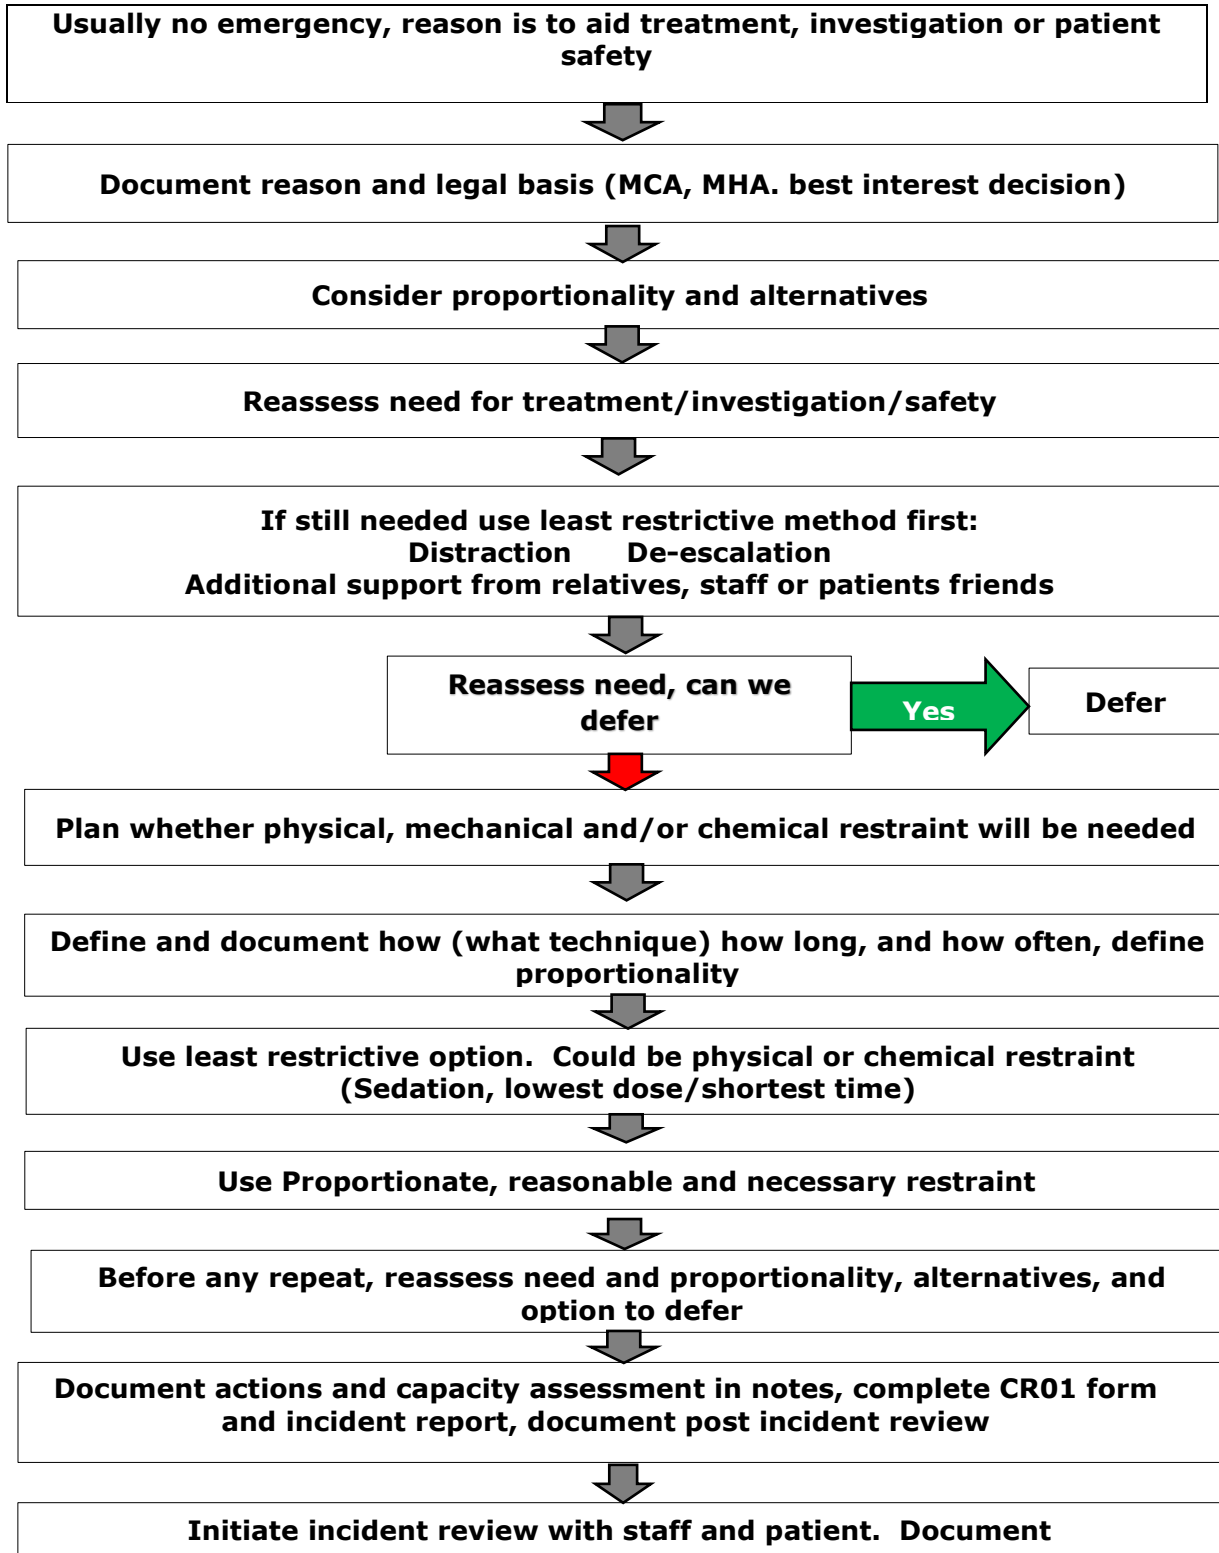 Usually no emergency, reason is to aid treatment, investigation or patient
safety
Document reason and legal basis (MCA, MHA. best interest decision)
Consider proportionality and alternatives
Reassess need for treatment/investigation/safety
If still needed use least restrictive method first:
Distraction De-escalation
Additional support from relatives, staff or patients friends
Reassess need, can we
defer
Yes
Defer
Plan whether physical, mechanical and/or chemical restraint will be needed
Define and document how (what technique) how long, and how often, define
proportionality
Use least restrictive option. Could be physical or chemical restraint
(Sedation, lowest dose/shortest time)
Use Proportionate, reasonable and necessary restraint
Before any repeat, reassess need and proportionality, alternatives, and
option to defer
Document actions and capacity assessment in notes, complete CR01 form
and incident report, document post incident review
Initiate incident review with staff and patient. Document